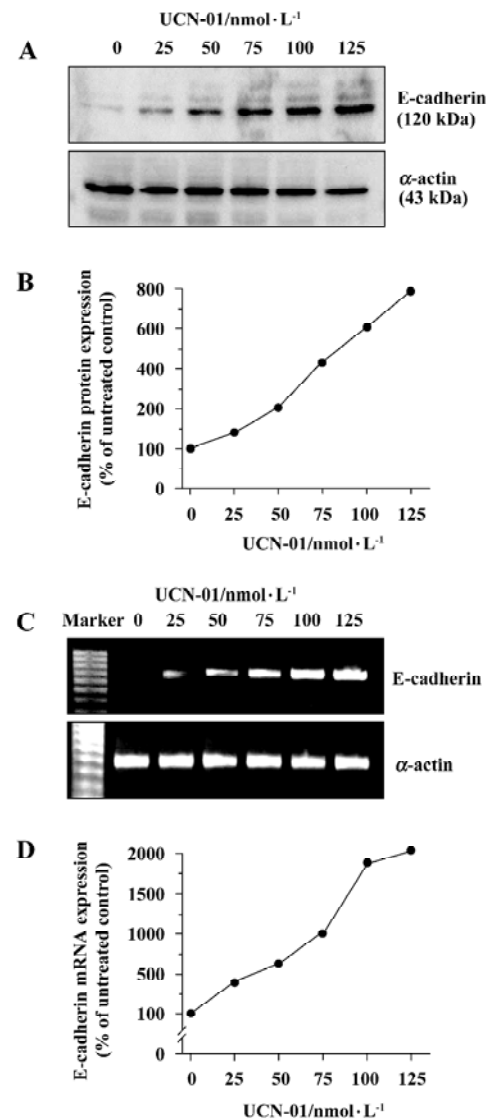 UCN-01/nmol·L⁻¹
A 0 25 50 75 100 125
E-cadherin
(120 kDa)
α-actin
(43 kDa)
B
E-cadherin protein expression
(% of untreated control)
800
600
400
200
100
0
0 25 50 75 100 125
UCN-01/nmol·L⁻¹
UCN-01/nmol·L⁻¹
C Marker 0 25 50 75 100 125
E-cadherin
α-actin
D
E-cadherin mRNA expression
(% of untreated control)
2000
1000
500
100
0
0 25 50 75 100 125
UCN-01/nmol·L⁻¹